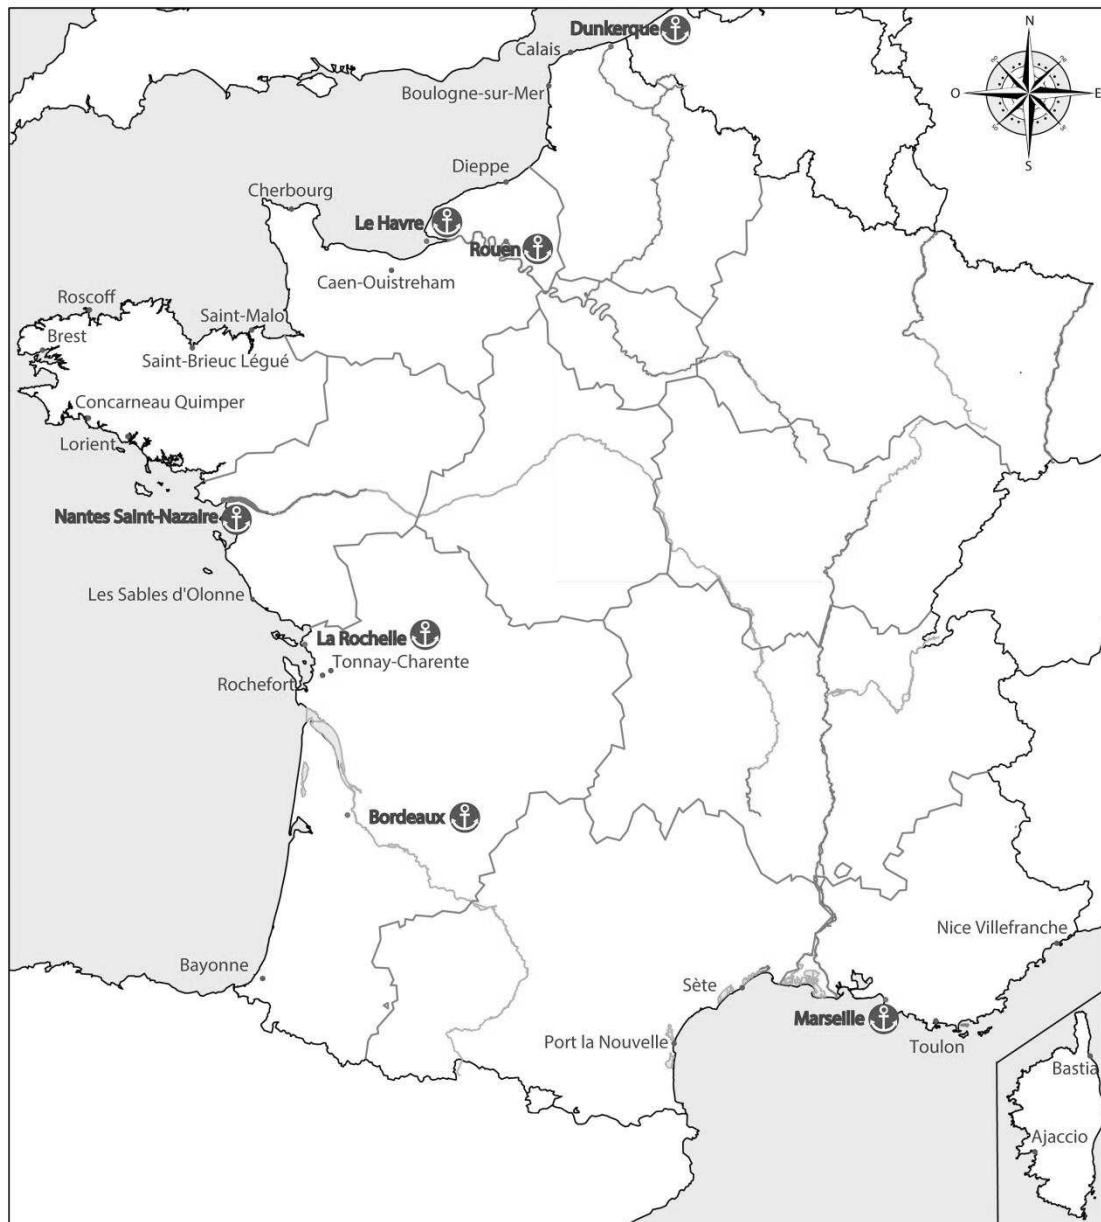 Dunkerque
N
Calais
Boulogne-sur-Mer
O
E
S
Dieppe
Cherbourg
Le Havre
Rouen
Caen-Ouistreham
Roscoff
Saint-Malo
Brest
Saint-Brieuc Légué
Concarneau Quimper
Lorient
Nantes Saint-Nazaire
Les Sables d'Olonne
La Rochelle
Tonnay-Charente
Rochefort
Bordeaux
Nice Villefranche
Bayonne
Sète
Marseille
Port la Nouvelle
Toulon
Bastia
Ajaccio